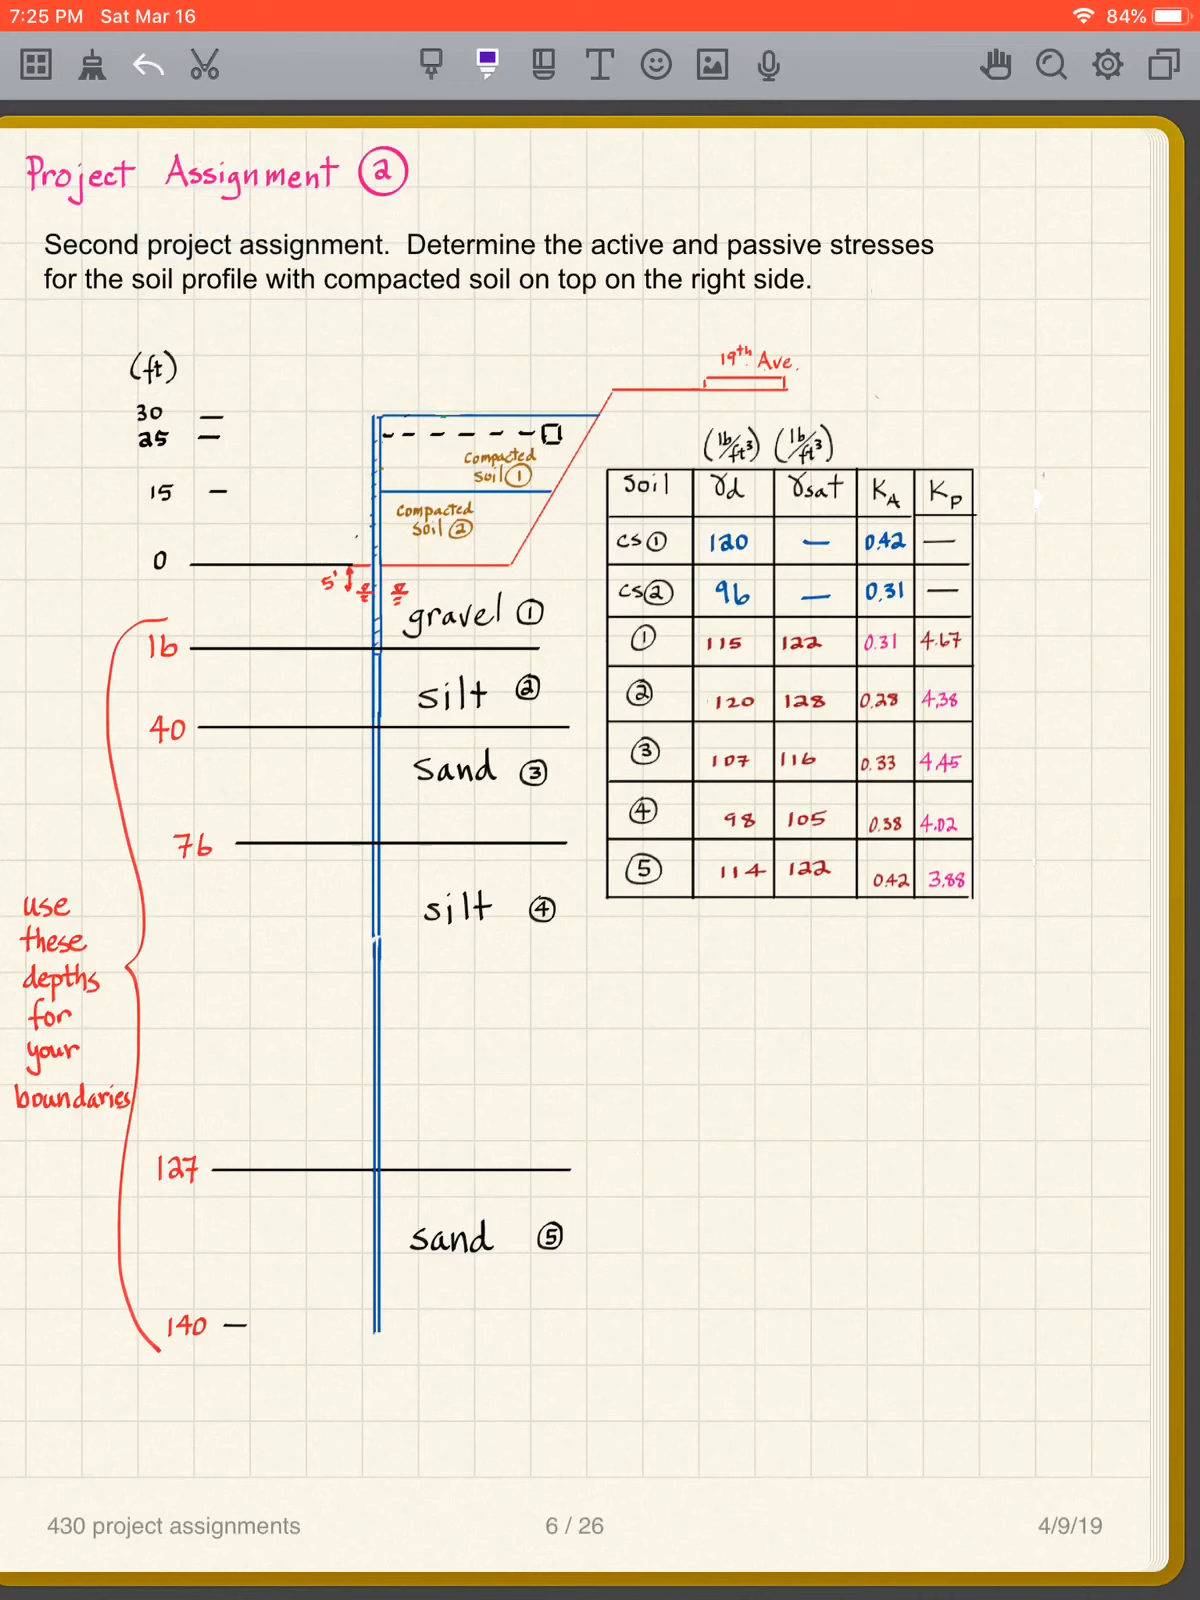 7:25 PM Sat Mar 16
84%
Project Assignment 2
Second project assignment. Determine the active and passive stresses
for the soil profile with compacted soil on top on the right side.
(ft)
30
25
15
0
5'
16
40
76
127
140
use
these
depths
for
your
boundaries
19th Ave.
Compacted
soil 1
Compacted
Soil 2
gravel 1
silt 2
Sand 3
silt 4
sand 5
(lb/ft³) (lb/ft³)
Soil γd γsat KA Kp
CS 1 120 — 0.42 —
CS 2 96 — 0.31 —
1 115 122 0.31 4.67
2 120 128 0.28 4.38
3 107 116 0.33 4.45
4 98 105 0.38 4.02
5 114 122 0.42 3.88
430 project assignments
6 / 26
4/9/19